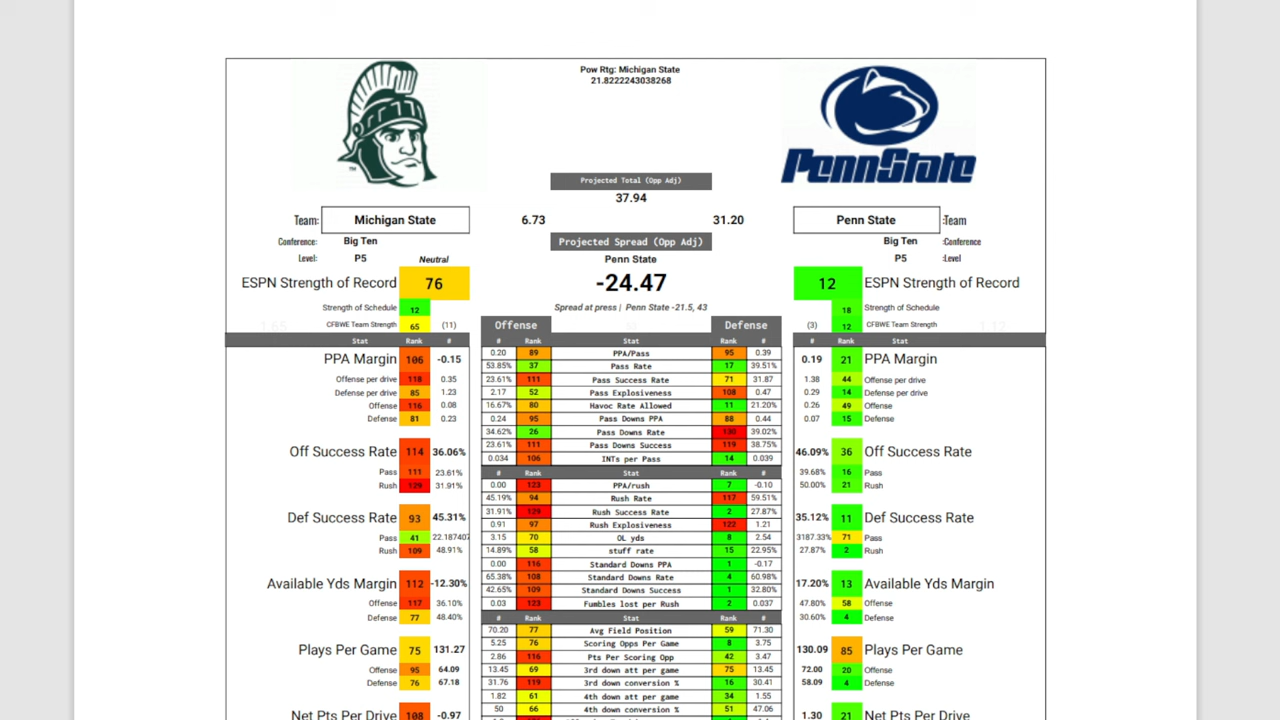 Pow Rtg: Michigan State
21.8222243038268
TM
PENNSTATE
Projected Total (Opp Adj)
37.94
Team: Michigan State 6.73 31.20 Penn State :Team
Conference: Big Ten Projected Spread (Opp Adj) Big Ten :Conference
Level: P5 Neutral Penn State P5 :Level
ESPN Strength of Record 76 -24.47 12 ESPN Strength of Record
Strength of Schedule 12 Spread at press | Penn State -21.5, 43 18 Strength of Schedule
1.65 CFBWE Team Strength 65 (11) Offense Defense (3) 12 CFBWE Team Strength 1.12
Stat Rank # # Rank Stat Rank # # Rank Stat
PPA Margin 106 -0.15 0.19 21 PPA Margin
Offense per drive 118 0.35 1.38 44 Offense per drive
Defense per drive 85 1.23 0.29 14 Defense per drive
Offense 116 0.08 0.26 49 Offense
Defense 81 0.23 0.07 15 Defense
Off Success Rate 114 36.06% 46.09% 36 Off Success Rate
Pass 111 23.61% 39.68% 16 Pass
Rush 129 31.91% 50.00% 21 Rush
Def Success Rate 93 45.31% 35.12% 11 Def Success Rate
Pass 41 22.187407 3187.33% 71 Pass
Rush 109 48.91% 27.87% 2 Rush
Available Yds Margin 112 -12.30% 17.20% 13 Available Yds Margin
Offense 117 36.10% 47.80% 58 Offense
Defense 77 48.40% 30.60% 4 Defense
Plays Per Game 75 131.27 130.09 85 Plays Per Game
Offense 95 64.09 72.00 20 Offense
Defense 76 67.18 58.09 4 Defense
Net Pts Per Drive 108 -0.97 1.30 21 Net Pts Per Drive
0.20 89 PPA/Pass 95 0.39
53.85% 37 Pass Rate 17 39.51%
23.61% 111 Pass Success Rate 71 31.87
2.17 52 Pass Explosiveness 108 0.47
16.67% 80 Havoc Rate Allowed 11 21.20%
0.24 95 Pass Downs PPA 88 0.44
34.62% 26 Pass Downs Rate 130 39.02%
23.61% 111 Pass Downs Success 119 38.75%
0.034 106 INTs per Pass 14 0.039
# Rank Stat Rank #
0.00 123 PPA/rush 7 -0.10
45.19% 94 Rush Rate 117 59.51%
31.91% 129 Rush Success Rate 2 27.87%
0.91 97 Rush Explosiveness 122 1.21
3.15 70 OL yds 8 2.54
14.89% 58 stuff rate 15 22.95%
0.00 116 Standard Downs PPA 1 -0.17
65.38% 108 Standard Downs Rate 4 60.98%
42.65% 109 Standard Downs Success 1 32.80%
0.03 123 Fumbles lost per Rush 2 0.037
# Rank Stat Rank #
70.20 77 Avg Field Position 59 71.30
5.25 76 Scoring Opps Per Game 8 3.75
2.86 116 Pts Per Scoring Opp 42 3.47
13.45 69 3rd down att per game 75 13.45
31.76 119 3rd down conversion % 16 30.41
1.82 61 4th down att per game 34 1.55
50 66 4th down conversion % 51 47.06